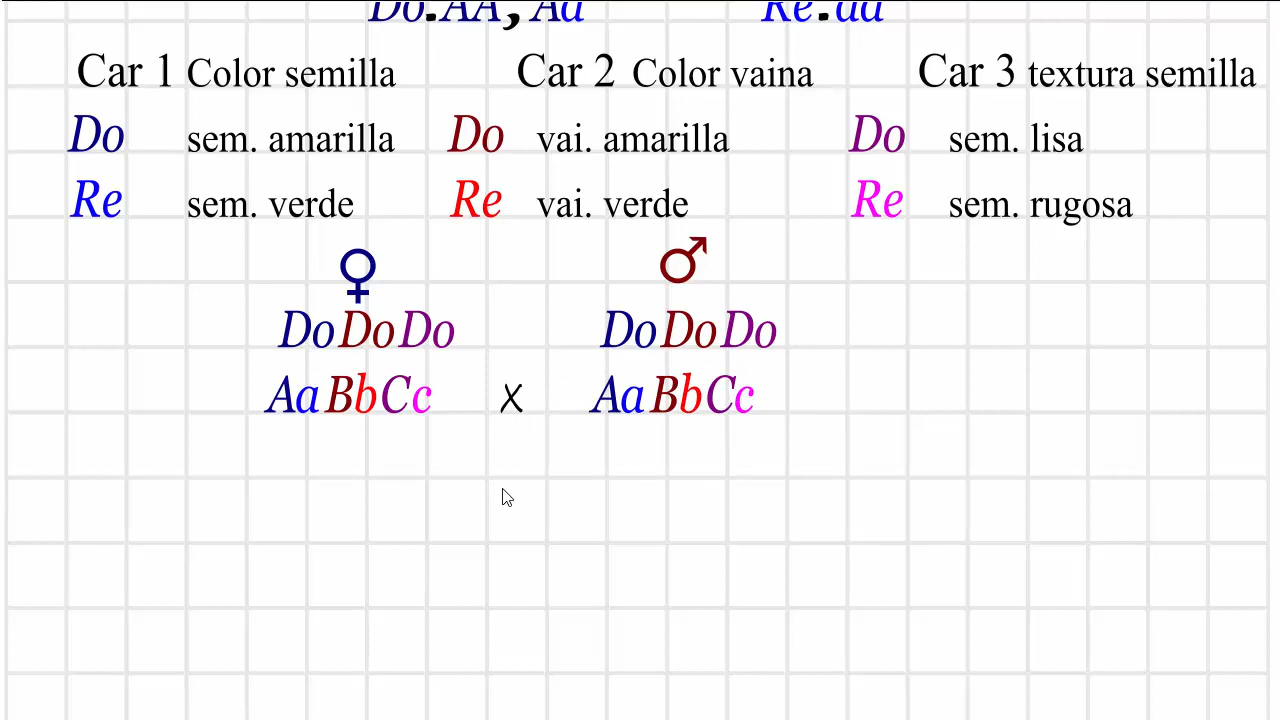 Do.AA, Aa Re.aa
Car 1 Color semilla Car 2 Color vaina Car 3 textura semilla
Do sem. amarilla Do vai. amarilla Do sem. lisa
Re sem. verde Re vai. verde Re sem. rugosa
♀ ♂
DoDoDo DoDoDo
AaBbCc x AaBbCc